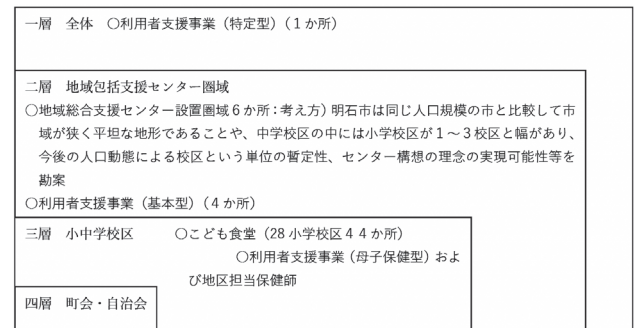 一層　全体　〇利用者支援事業（特定型）（１か所）
二層　地域包括支援センター圏域
〇地域総合支援センター設置圏域６か所：考え方）明石市は同じ人口規模の市と比較して市
域が狭く平坦な地形であることや、中学校区の中には小学校区が１～３校区と幅があり、
今後の人口動態による校区という単位の暫定性、センター構想の理念の実現可能性等を
勘案
〇利用者支援事業（基本型）（４か所）
三層　小中学校区　　〇こども食堂（28 小学校区４４か所）
〇利用者支援事業（母子保健型）およ
び地区担当保健師
四層　町会・自治会